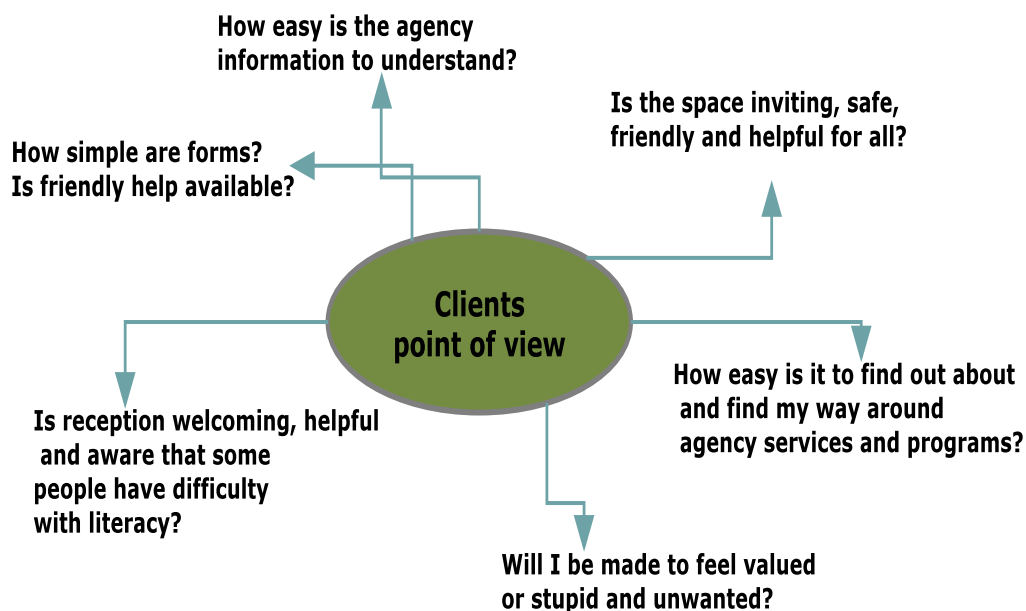 How easy is the agency
information to understand?
Is the space inviting, safe,
friendly and helpful for all?
How simple are forms?
Is friendly help available?
Clients
point of view
How easy is it to find out about
and find my way around
agency services and programs?
Is reception welcoming, helpful
and aware that some
people have difficulty
with literacy?
Will I be made to feel valued
or stupid and unwanted?